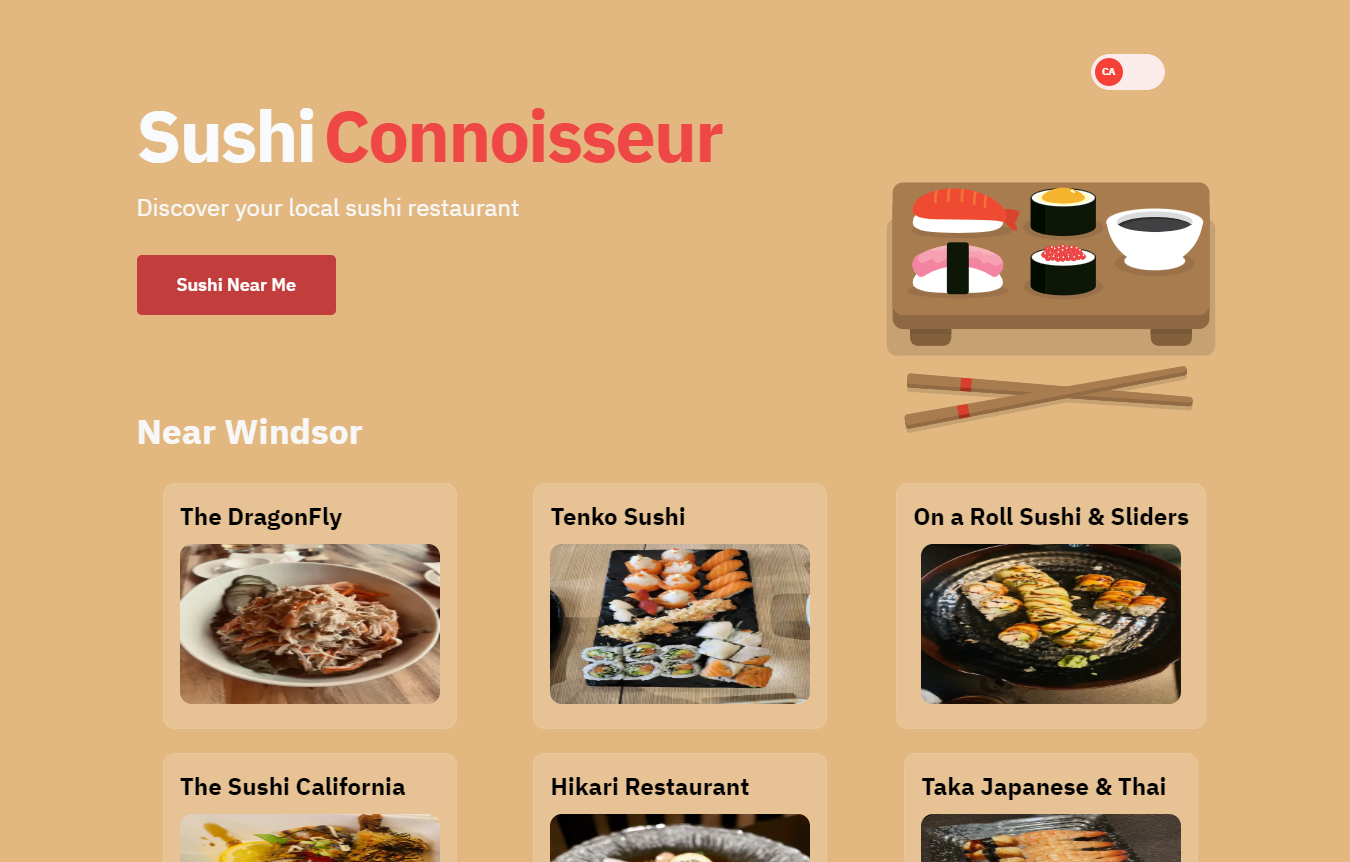 CA
Sushi Connoisseur
Discover your local sushi restaurant
Sushi Near Me
Near Windsor
The DragonFly
Tenko Sushi
On a Roll Sushi & Sliders
The Sushi California
Hikari Restaurant
Taka Japanese & Thai